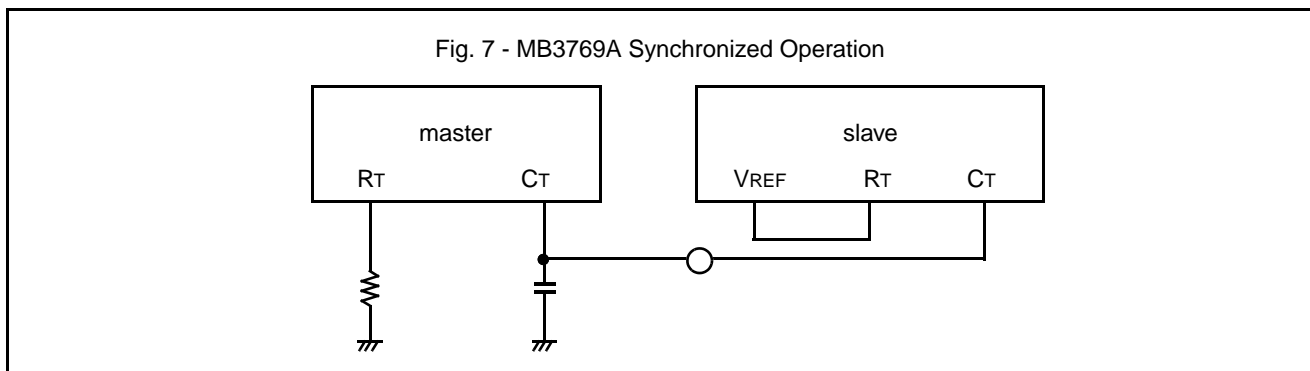 Fig. 7 - MB3769A Synchronized Operation
master slave
RT CT VREF RT CT